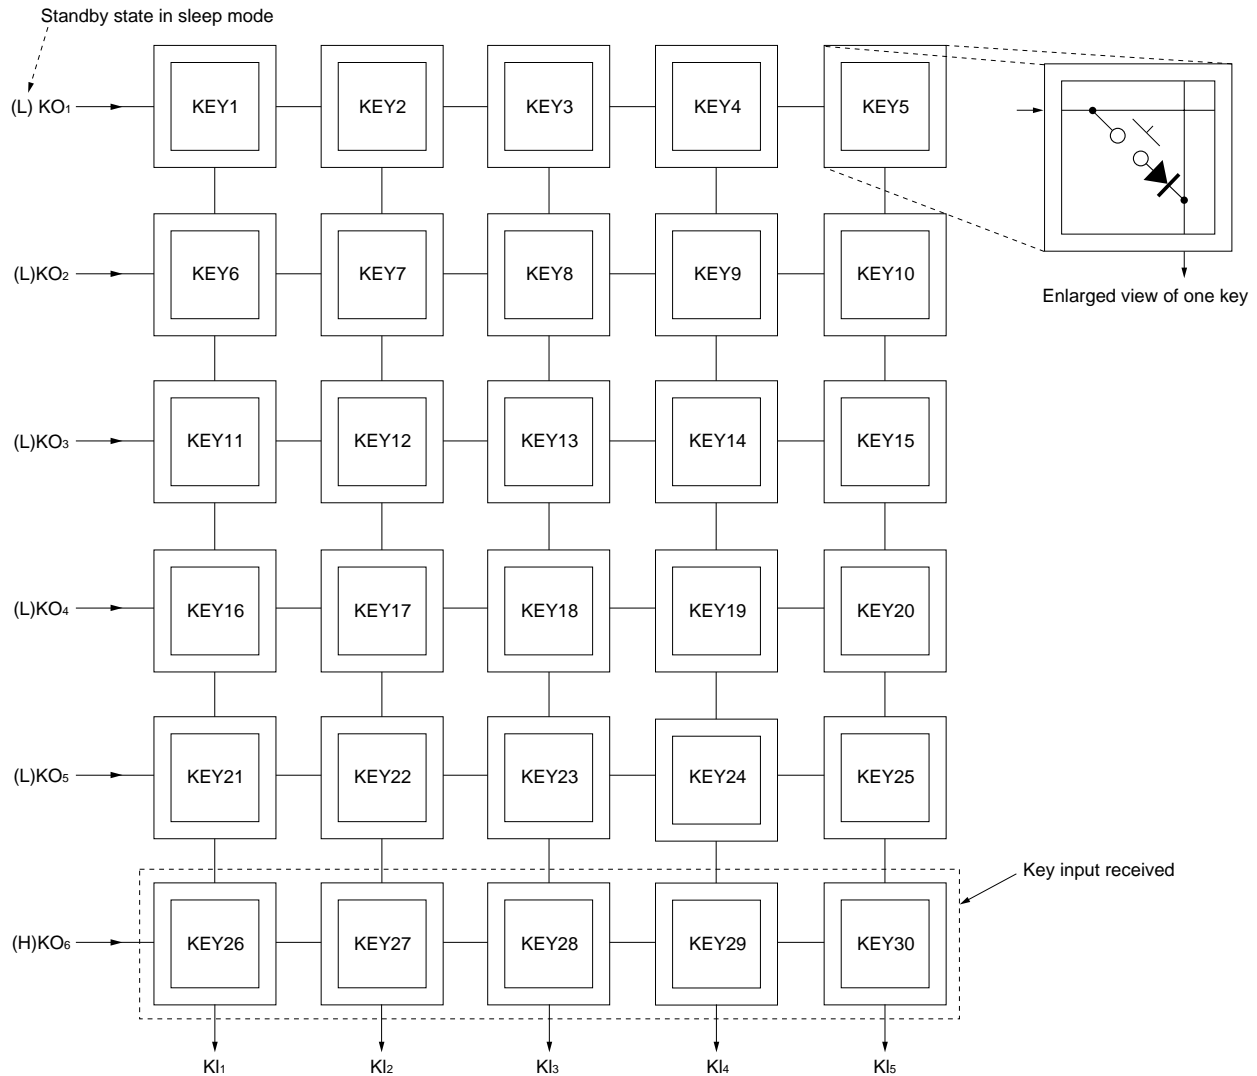 Standby state in sleep mode
(L) KO1 KEY1 KEY2 KEY3 KEY4 KEY5
(L)KO2 KEY6 KEY7 KEY8 KEY9 KEY10
Enlarged view of one key
(L)KO3 KEY11 KEY12 KEY13 KEY14 KEY15
(L)KO4 KEY16 KEY17 KEY18 KEY19 KEY20
(L)KO5 KEY21 KEY22 KEY23 KEY24 KEY25
Key input received
(H)KO6 KEY26 KEY27 KEY28 KEY29 KEY30
KI1 KI2 KI3 KI4 KI5